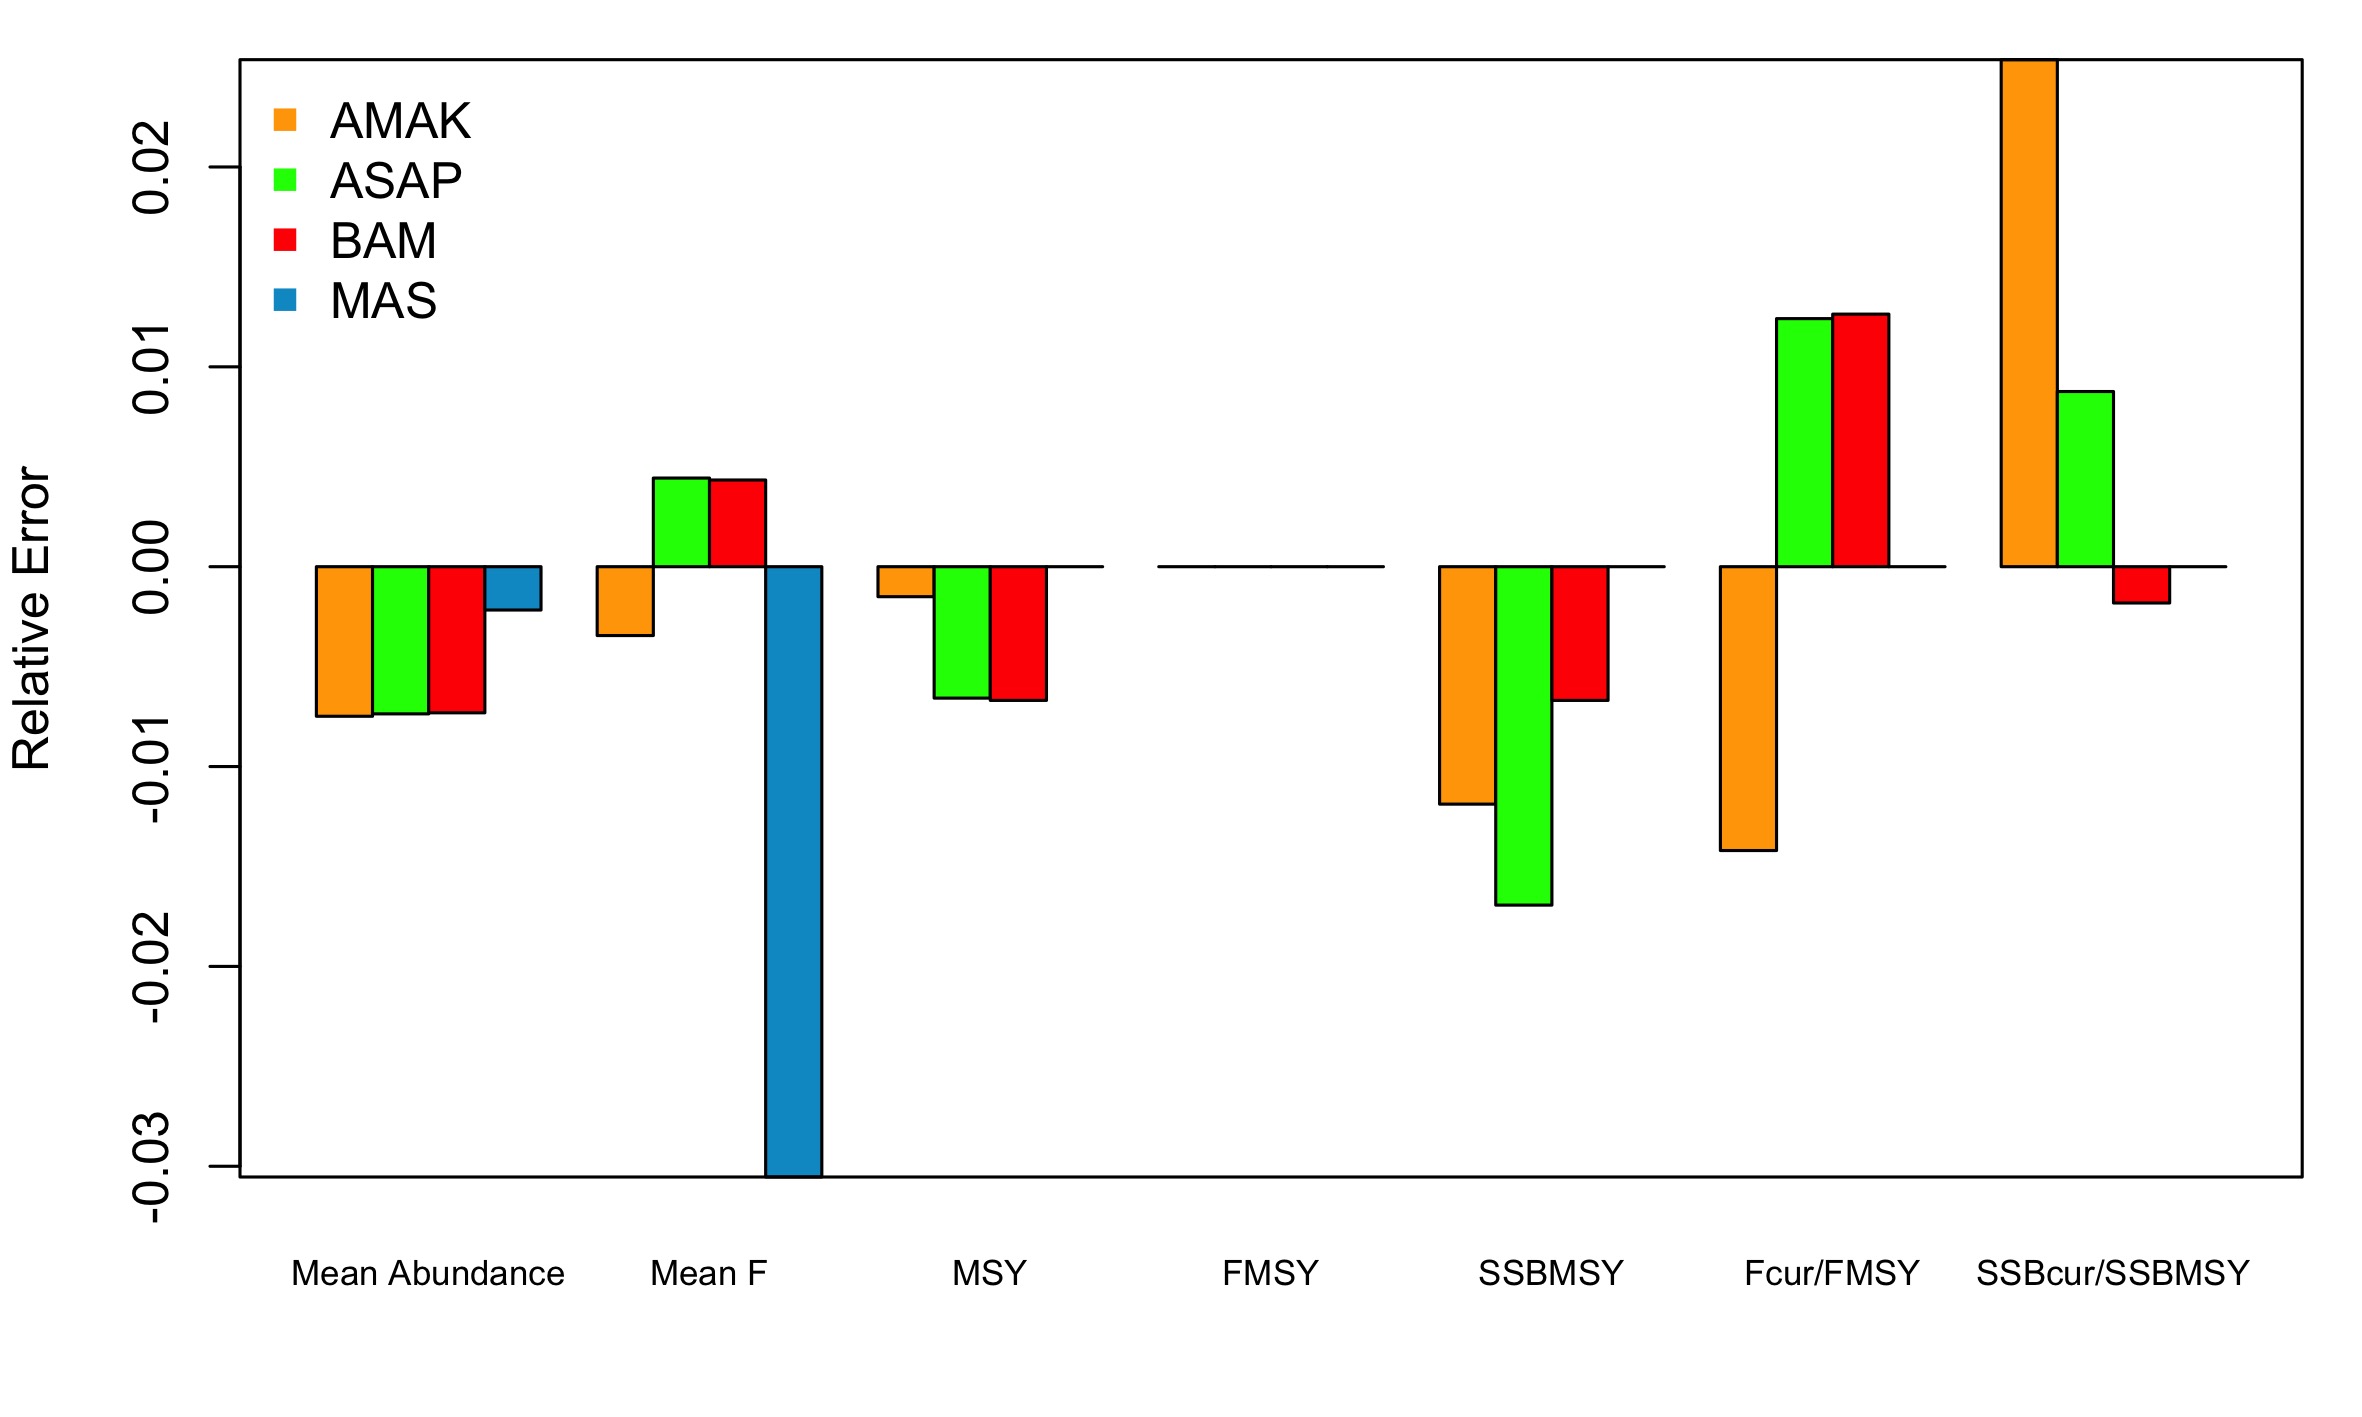 AMAK
ASAP
BAM
MAS
Relative Error
0.02
0.01
0.00
-0.01
-0.02
-0.03
Mean Abundance Mean F MSY FMSY SSBMSY Fcur/FMSY SSBcur/SSBMSY